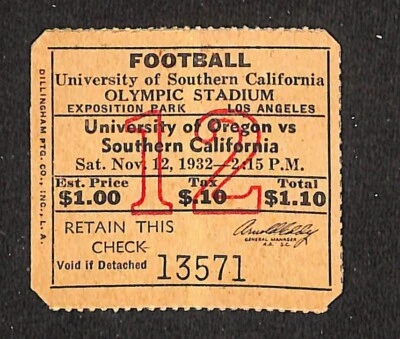 FOOTBALL
University of Southern California
OLYMPIC STADIUM
EXPOSITION PARK LOS ANGELES
University of Oregon vs
Southern California
Sat. Nov. 12, 1932—2:15 P.M.
12
Est. Price Tax Total
$1.00 $.10 $1.10
RETAIN THIS
CHECK
Void if Detached 13571
Arnold Eddy
GENERAL MANAGER
DILLINGHAM PTG. CO., INC., L. A.